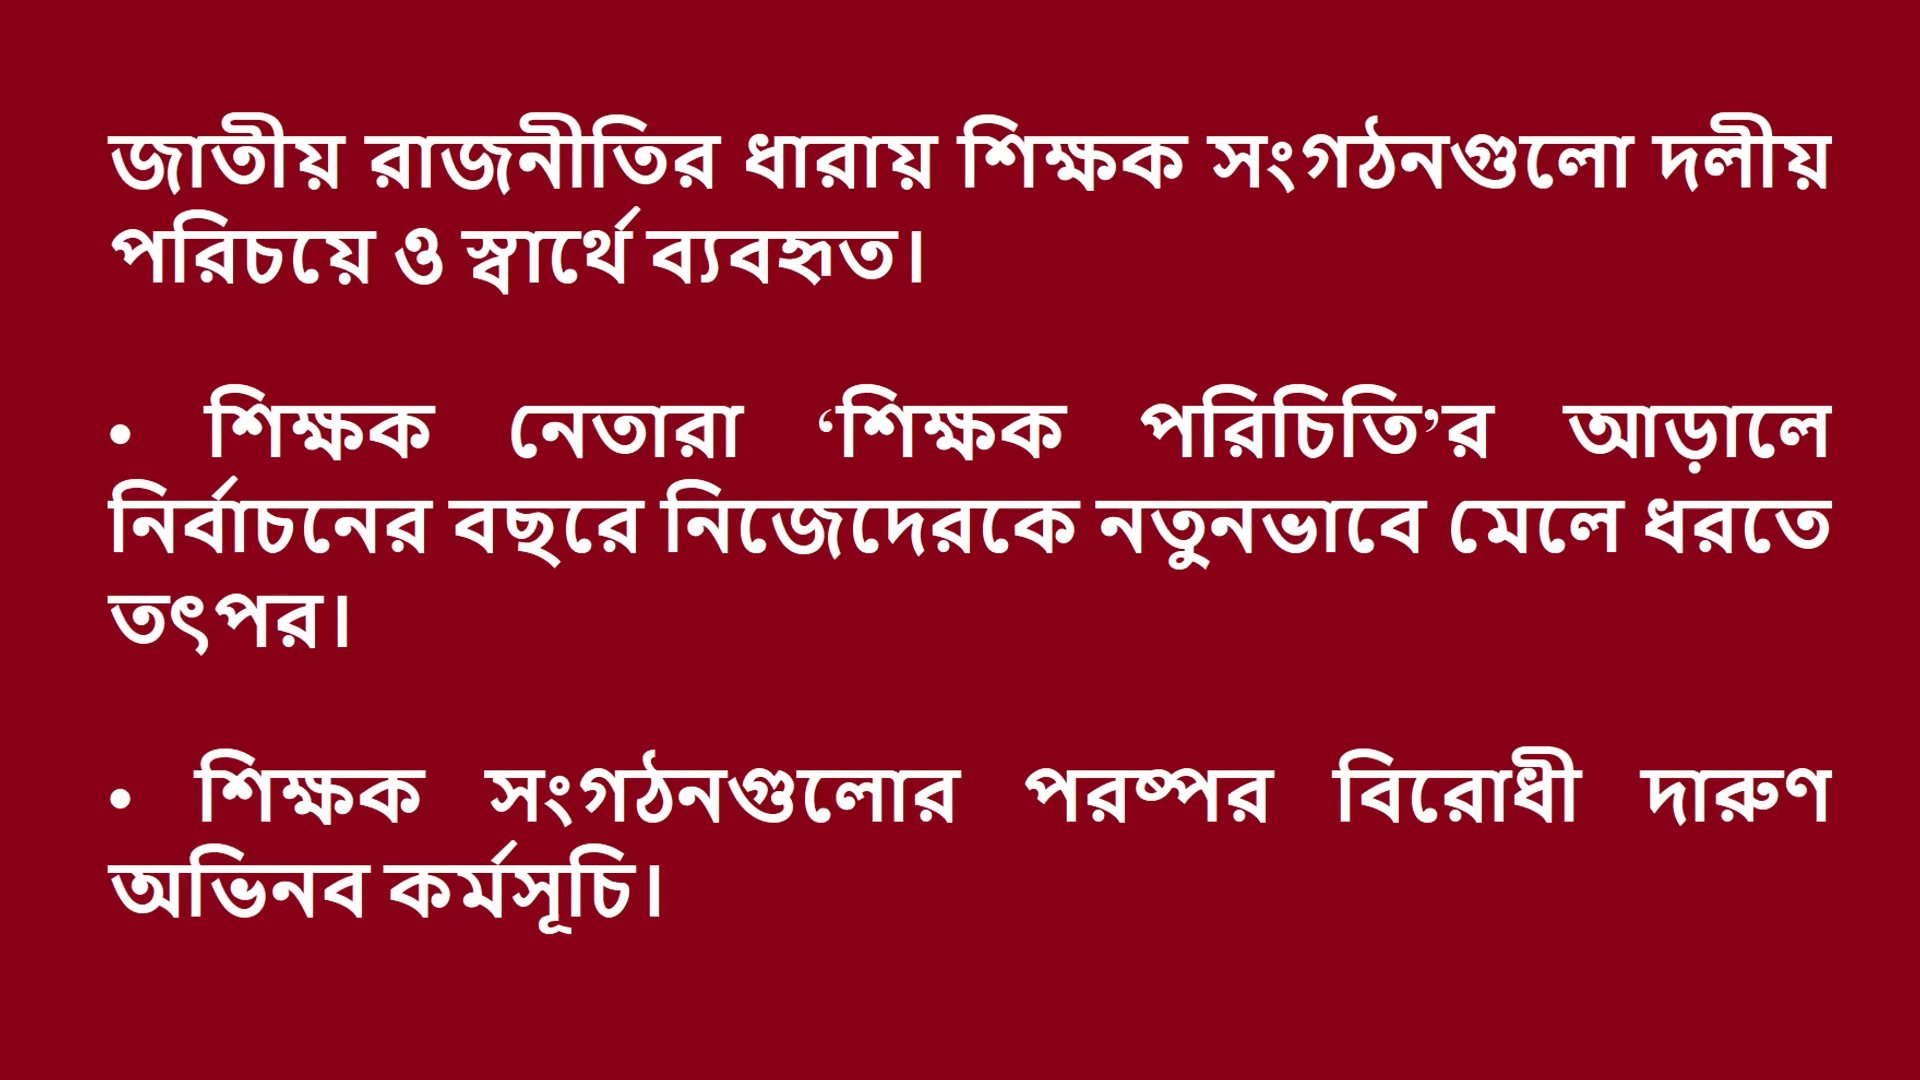 জাতীয় রাজনীতির ধারায় শিক্ষক সংগঠনগুলো দলীয়
পরিচয়ে ও স্বার্থে ব্যবহৃত।
• শিক্ষক নেতারা ‘শিক্ষক পরিচিতি’র আড়ালে
নির্বাচনের বছরে নিজেদেরকে নতুনভাবে মেলে ধরতে
তৎপর।
• শিক্ষক সংগঠনগুলোর পরষ্পর বিরোধী দারুণ
অভিনব কর্মসূচি।